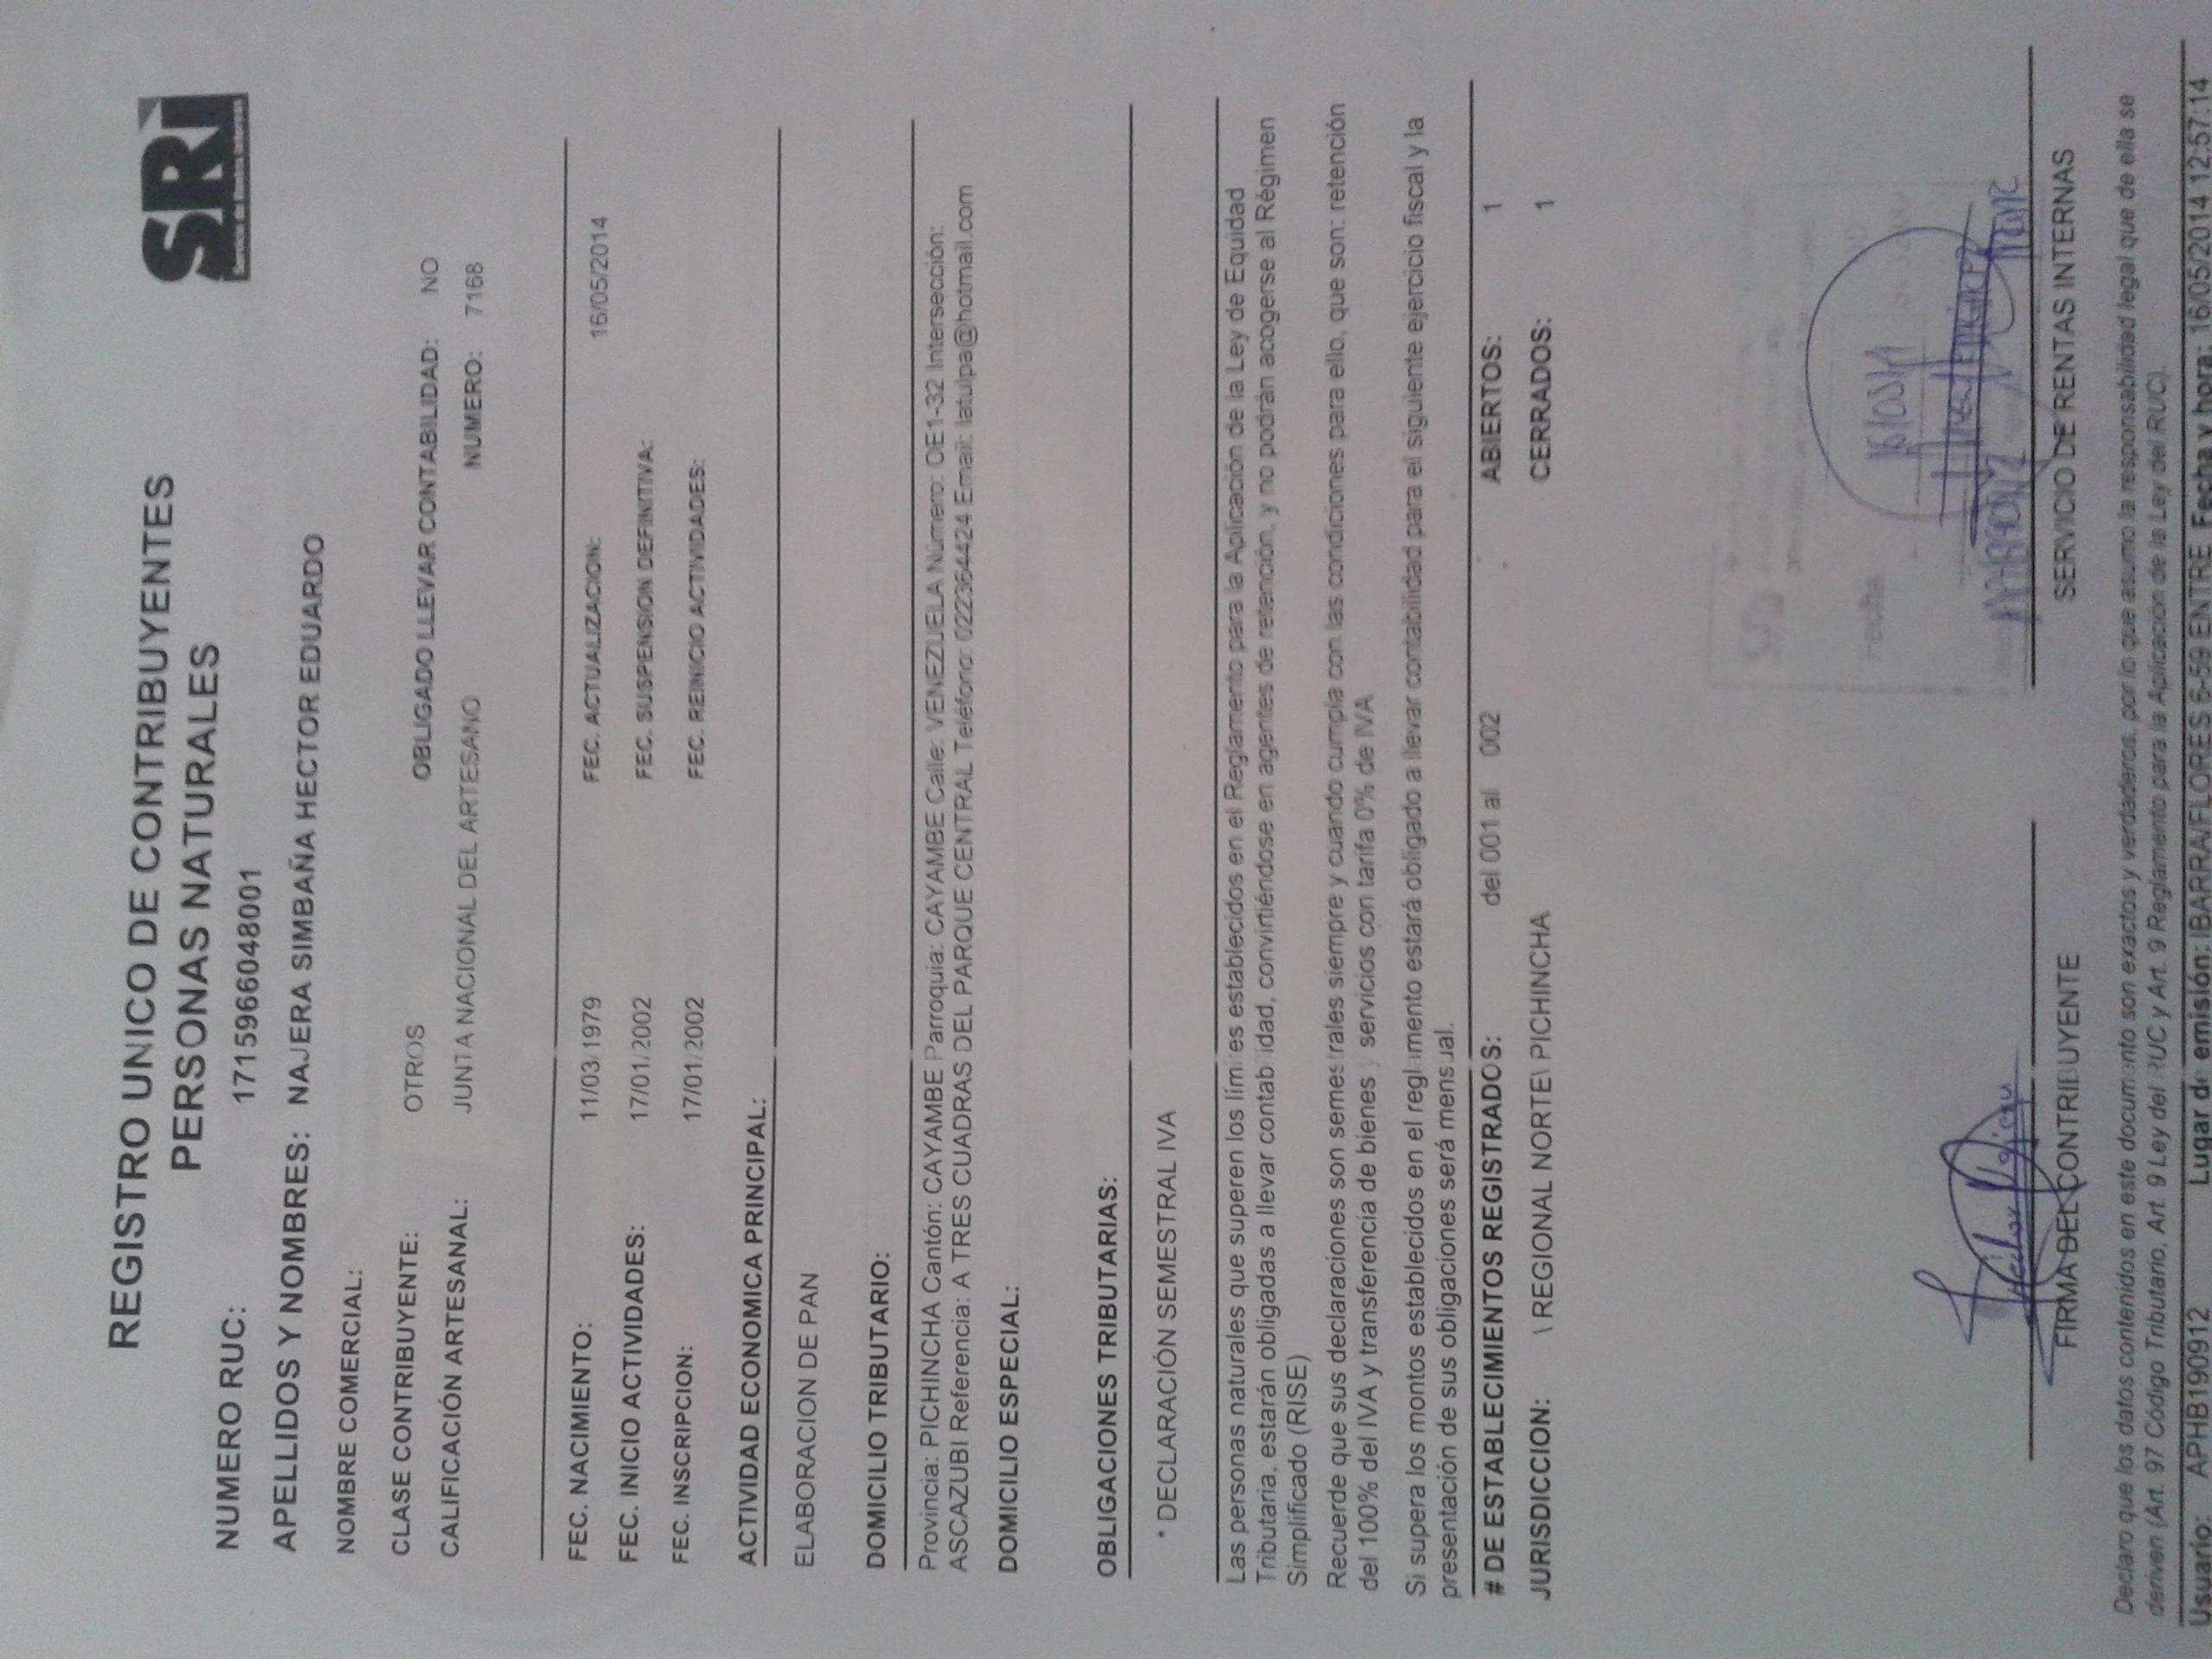 REGISTRO UNICO DE CONTRIBUYENTES
PERSONAS NATURALES
SRi
NUMERO RUC: 1715966048001
APELLIDOS Y NOMBRES: NAJERA SIMBAÑA HECTOR EDUARDO
NOMBRE COMERCIAL:
CLASE CONTRIBUYENTE: OTROS OBLIGADO LLEVAR CONTABILIDAD: NO
CALIFICACIÓN ARTESANAL: JUNTA NACIONAL DEL ARTESANO NUMERO: 7168
FEC. NACIMIENTO: 11/03/1979 FEC. ACTUALIZACION: 16/05/2014
FEC. INICIO ACTIVIDADES: 17/01/2002 FEC. SUSPENSION DEFINITIVA:
FEC. INSCRIPCION: 17/01/2002 FEC. REINICIO ACTIVIDADES:
ACTIVIDAD ECONOMICA PRINCIPAL:
ELABORACION DE PAN
DOMICILIO TRIBUTARIO:
Provincia: PICHINCHA Cantón: CAYAMBE Parroquia: CAYAMBE Calle: VENEZUELA Número: OE1-32 Intersección:
ASCAZUBI Referencia: A TRES CUADRAS DEL PARQUE CENTRAL Teléfono: 022364424 Email: latulpa@hotmail.com
DOMICILIO ESPECIAL:
OBLIGACIONES TRIBUTARIAS:
* DECLARACIÓN SEMESTRAL IVA
Las personas naturales que superen los límites establecidos en el Reglamento para la Aplicación de la Ley de Equidad
Tributaria, estarán obligadas a llevar contabilidad, convirtiéndose en agentes de retención, y no podrán acogerse al Régimen
Simplificado (RISE)
Recuerde que sus declaraciones son semestrales siempre y cuando cumpla con las condiciones para ello, que son: retención
del 100% del IVA y transferencia de bienes y servicios con tarifa 0% de IVA
Si supera los montos establecidos en el reglamento estará obligado a llevar contabilidad para el siguiente ejercicio fiscal y la
presentación de sus obligaciones será mensual.
# DE ESTABLECIMIENTOS REGISTRADOS: del 001 al 002 ABIERTOS: 1
JURISDICCION: \ REGIONAL NORTE\ PICHINCHA CERRADOS: 1
FIRMA DEL CONTRIBUYENTE SERVICIO DE RENTAS INTERNAS
Declaro que los datos contenidos en este documento son exactos y verdaderos, por lo que asumo la responsabilidad legal que de ella se
deriven (Art. 97 Código Tributario, Art. 9 Ley del RUC y Art. 9 Reglamento para la Aplicación de la Ley del RUC).
Usuario: APHB190912 Lugar de emisión: IBARRA/FLORES 6-59 ENTRE Fecha y hora: 16/05/2014 12:57:14